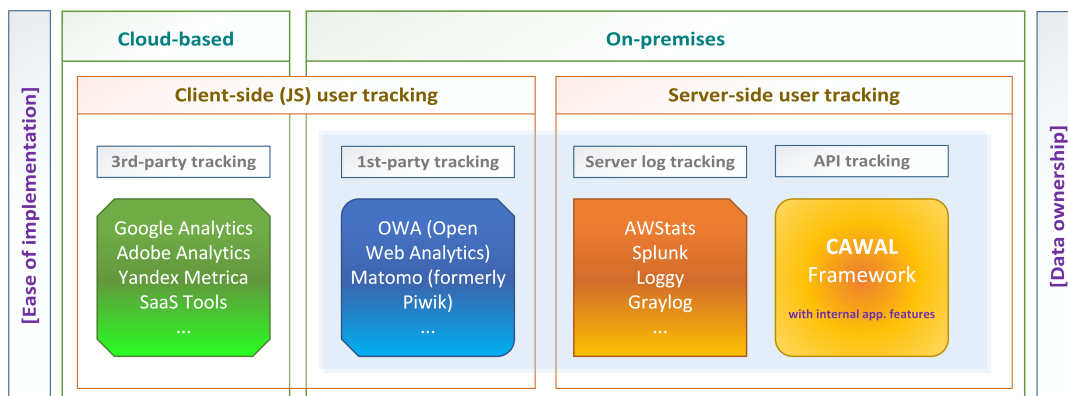 Cloud-based
On-premises
Client-side (JS) user tracking
Server-side user tracking
[Ease of implementation]
3rd-party tracking
Google Analytics
Adobe Analytics
Yandex Metrica
SaaS Tools
...
1st-party tracking
OWA (Open
Web Analytics)
Matomo (formerly
Piwik)
...
Server log tracking
AWStats
Splunk
Loggy
Graylog
...
API tracking
CAWAL
Framework
with internal app. features
[Data ownership]